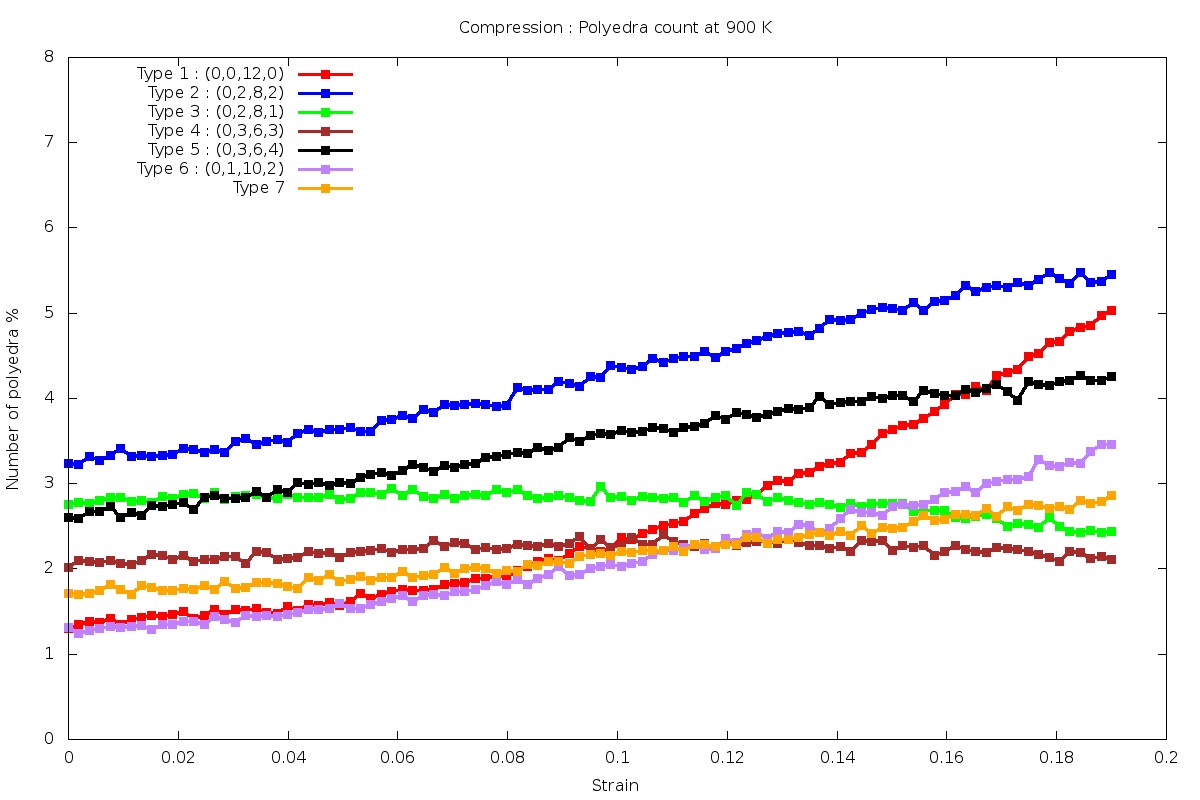 Compression : Polyedra count at 900 K
Type 1 : (0,0,12,0)
Type 2 : (0,2,8,2)
Type 3 : (0,2,8,1)
Type 4 : (0,3,6,3)
Type 5 : (0,3,6,4)
Type 6 : (0,1,10,2)
Type 7
8
7
6
5
4
3
2
1
0
Number of polyedra %
0 0.02 0.04 0.06 0.08 0.1 0.12 0.14 0.16 0.18 0.2
Strain